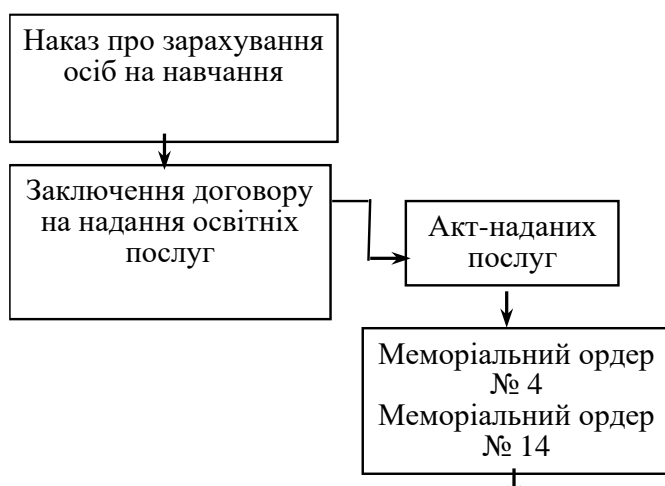 Наказ про зарахування
осіб на навчання
Заключення договору
на надання освітніх
послуг
Акт-наданих
послуг
Меморіальний ордер
№ 4
Меморіальний ордер
№ 14